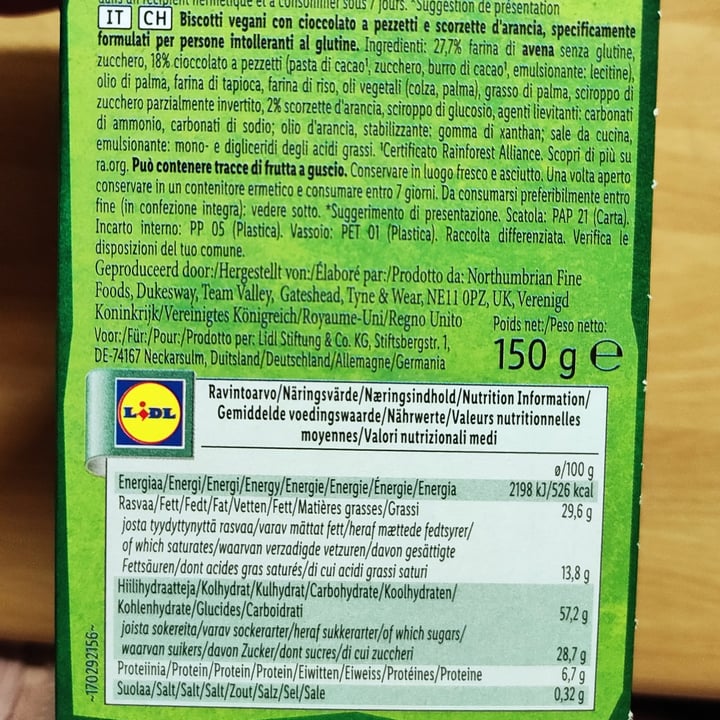 dans un récipient hermétique et à consommer sous 7 jours. *Suggestion de présentation
IT CH Biscotti vegani con cioccolato a pezzetti e scorzette d'arancia, specificamente
formulati per persone intolleranti al glutine. Ingredienti: 27,7% farina di avena senza glutine,
zucchero, 18% cioccolato a pezzetti (pasta di cacao¹, zucchero, burro di cacao¹, emulsionante: lecitine),
olio di palma, farina di tapioca, farina di riso, oli vegetali (colza, palma), grasso di palma, sciroppo di
zucchero parzialmente invertito, 2% scorzette d'arancia, sciroppo di glucosio, agenti lievitanti: carbonati
di ammonio, carbonati di sodio; olio d'arancia, stabilizzante: gomma di xanthan; sale da cucina,
emulsionante: mono- e digliceridi degli acidi grassi. ¹Certificato Rainforest Alliance. Scopri di più su
ra.org. Può contenere tracce di frutta a guscio. Conservare in luogo fresco e asciutto. Una volta aperto
conservare in un contenitore ermetico e consumare entro 7 giorni. Da consumarsi preferibilmente entro
fine (in confezione integra): vedere sotto. *Suggerimento di presentazione. Scatola: PAP 21 (Carta).
Incarto interno: PP 05 (Plastica). Vassoio: PET 01 (Plastica). Raccolta differenziata. Verifica le
disposizioni del tuo comune.
Geproduceerd door:/Hergestellt von:/Élaboré par:/Prodotto da: Northumbrian Fine
Foods, Dukesway, Team Valley, Gateshead, Tyne & Wear, NE11 0PZ, UK, Verenigd
Koninkrijk/Vereinigtes Königreich/Royaume-Uni/Regno Unito
Voor:/Für:/Pour:/Prodotto per: Lidl Stiftung & Co. KG, Stiftsbergstr. 1,
DE-74167 Neckarsulm, Duitsland/Deutschland/Allemagne/Germania
Poids net:/Peso netto:
150 g e
LIDL
Ravintoarvo/Näringsvärde/Næringsindhold/Nutrition Information/
Gemiddelde voedingswaarde/Nährwerte/Valeurs nutritionnelles
moyennes/Valori nutrizionali medi
ø/100 g
Energiaa/Energi/Energi/Energy/Energie/Energie/Énergie/Energia 2198 kJ/526 kcal
Rasvaa/Fett/Fedt/Fat/Vetten/Fett/Matières grasses/Grassi 29,6 g
josta tyydyttynyttä rasvaa/varav mättat fett/heraf mættede fedtsyrer/
of which saturates/waarvan verzadigde vetzuren/davon gesättigte
Fettsäuren/dont acides gras saturés/di cui acidi grassi saturi 13,8 g
Hiilihydraatteja/Kolhydrat/Kulhydrat/Carbohydrate/Koolhydraten/
Kohlenhydrate/Glucides/Carboidrati 57,2 g
joista sokereita/varav sockerarter/heraf sukkerarter/of which sugars/
waarvan suikers/davon Zucker/dont sucres/di cui zuccheri 28,7 g
Proteiinia/Protein/Protein/Protein/Eiwitten/Eiweiss/Protéines/Proteine 6,7 g
Suolaa/Salt/Salt/Salt/Zout/Salz/Sel/Sale 0,32 g
~170292156~